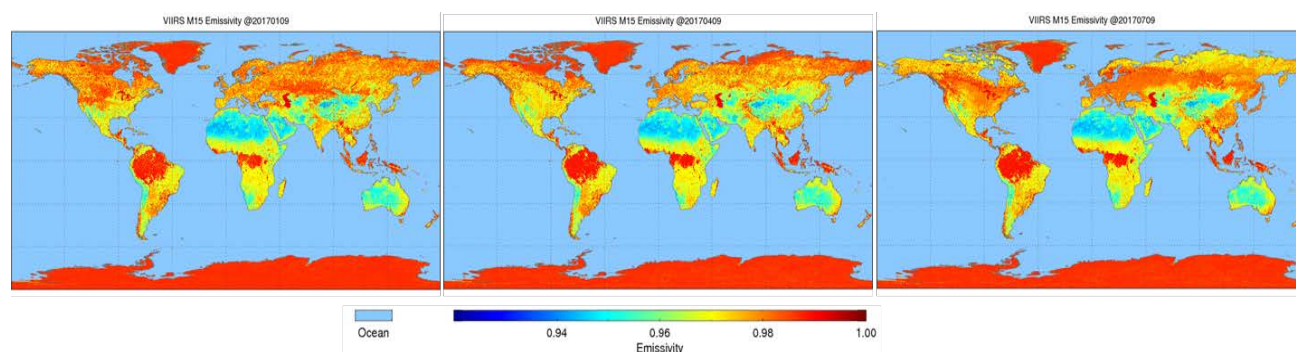 VIIRS M15 Emissivity @20170109
VIIRS M15 Emissivity @20170409
VIIRS M15 Emissivity @20170709
Ocean
0.94 0.96 0.98 1.00
Emissivity